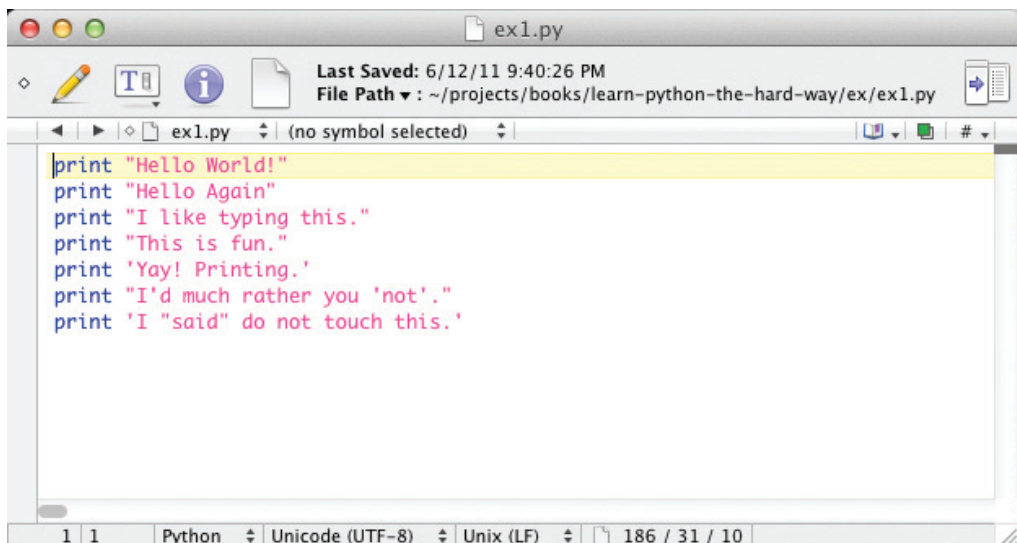 ex1.py
T
i
Last Saved: 6/12/11 9:40:26 PM
File Path ▾ : ~/projects/books/learn-python-the-hard-way/ex/ex1.py
ex1.py (no symbol selected) #
print "Hello World!"
print "Hello Again"
print "I like typing this."
print "This is fun."
print 'Yay! Printing.'
print "I'd much rather you 'not'."
print 'I "said" do not touch this.'
1 1 Python Unicode (UTF-8) Unix (LF) 186 / 31 / 10